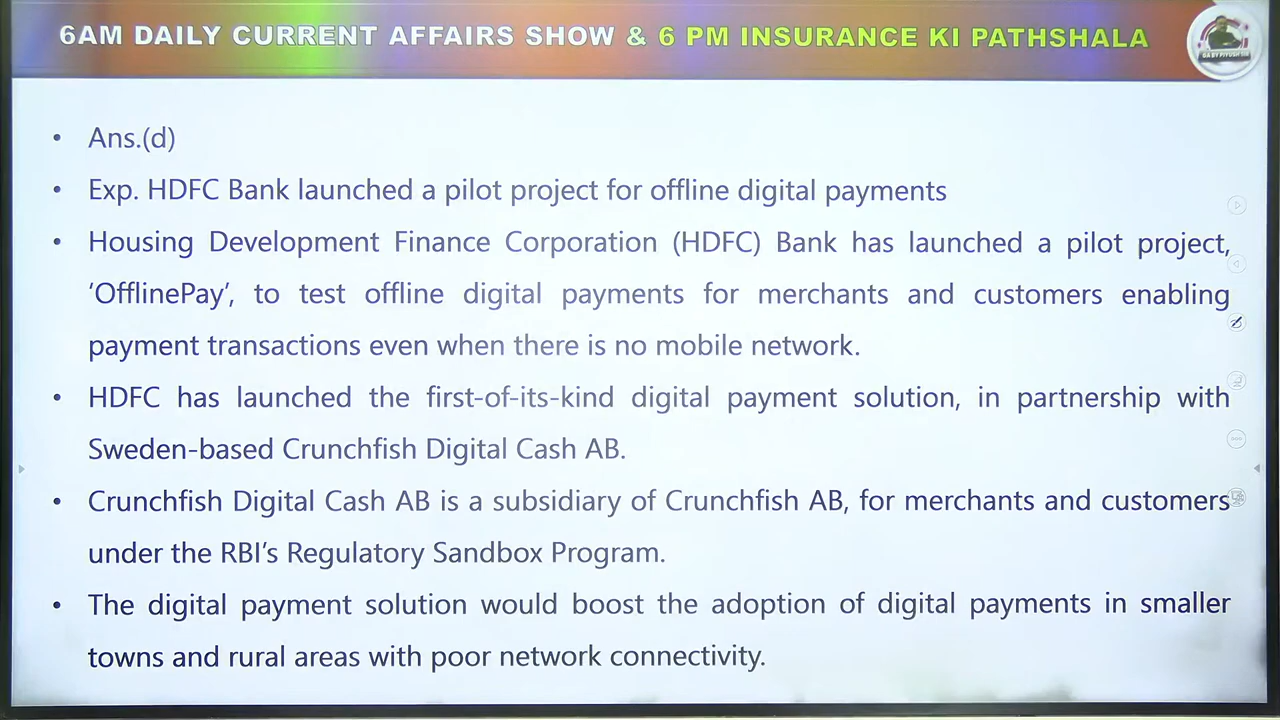 6AM DAILY CURRENT AFFAIRS SHOW & 6 PM INSURANCE KI PATHSHALA
GA BY PIYUSH SIR
• Ans.(d)
• Exp. HDFC Bank launched a pilot project for offline digital payments
• Housing Development Finance Corporation (HDFC) Bank has launched a pilot project,
‘OfflinePay’, to test offline digital payments for merchants and customers enabling
payment transactions even when there is no mobile network.
• HDFC has launched the first-of-its-kind digital payment solution, in partnership with
Sweden-based Crunchfish Digital Cash AB.
• Crunchfish Digital Cash AB is a subsidiary of Crunchfish AB, for merchants and customers
under the RBI’s Regulatory Sandbox Program.
• The digital payment solution would boost the adoption of digital payments in smaller
towns and rural areas with poor network connectivity.